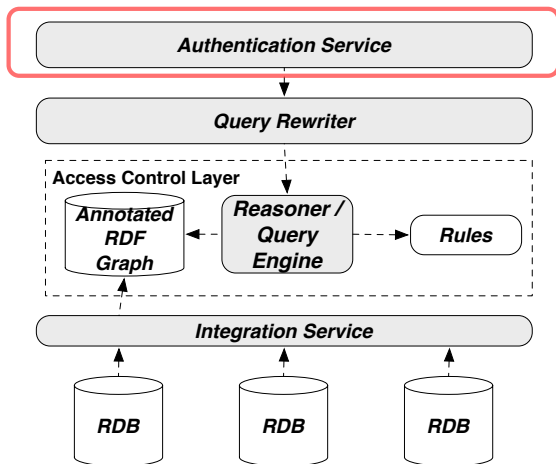 Authentication Service
Query Rewriter
Access Control Layer
Annotated
RDF
Graph
Reasoner /
Query
Engine
Rules
Integration Service
RDB
RDB
RDB